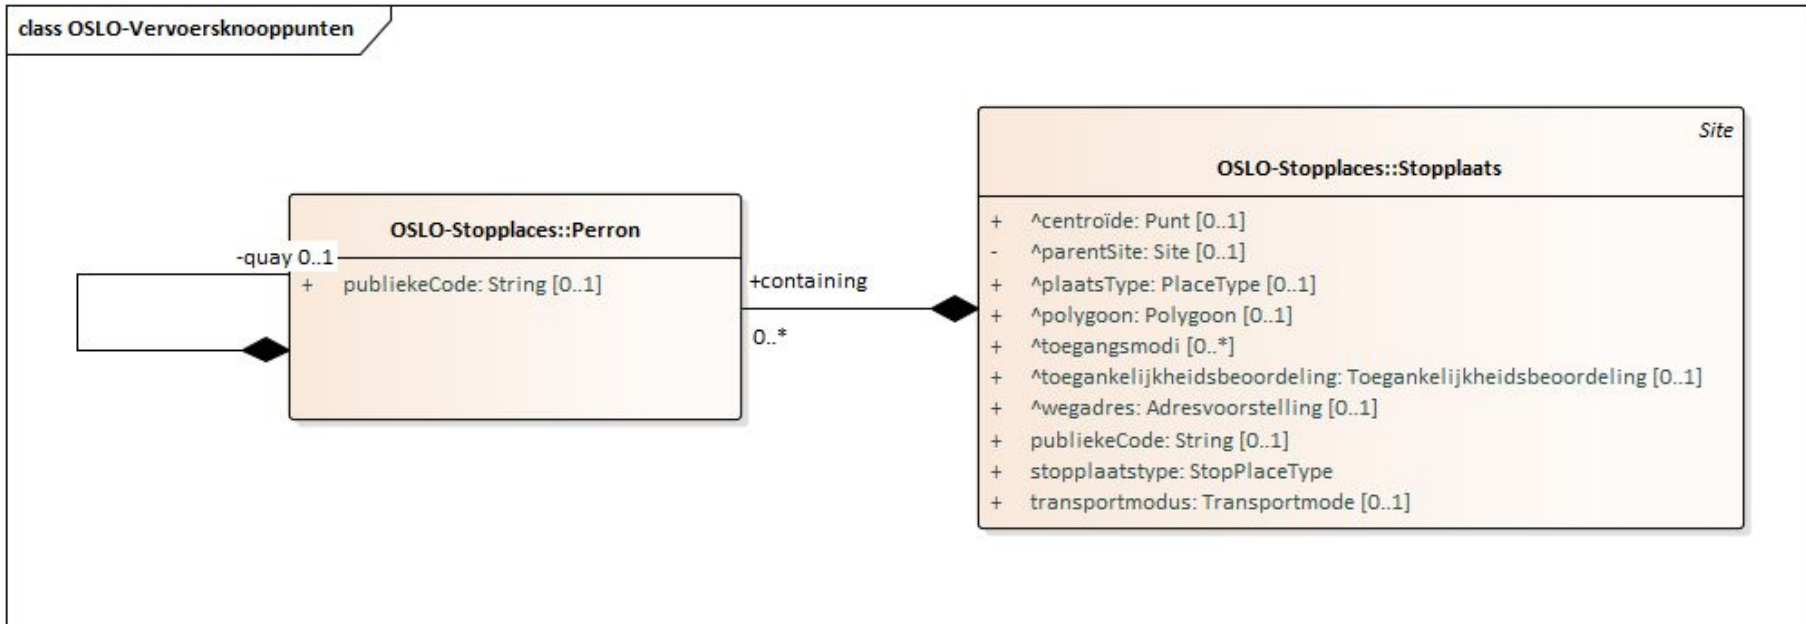 class OSLO-Vervoersknooppunten
Site
OSLO-Stopplaces::Stopplaats
+ ^centroïde: Punt [0..1]
- ^parentSite: Site [0..1]
+ ^plaatsType: PlaceType [0..1]
+ ^polygoon: Polygoon [0..1]
+ ^toegangsmodi [0..*]
+ ^toegankelijkheidsbeoordeling: Toegankelijkheidsbeoordeling [0..1]
+ ^wegadres: Adresvoorstelling [0..1]
+ publiekeCode: String [0..1]
+ stopplaatstype: StopPlaceType
+ transportmodus: Transportmode [0..1]
OSLO-Stopplaces::Perron
-quay 0..1
+ publiekeCode: String [0..1]
+containing
0..*